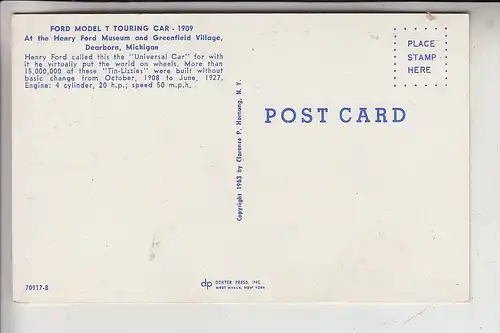 FORD MODEL T TOURING CAR - 1909
At the Henry Ford Museum and Greenfield Village,
Dearborn, Michigan
Henry Ford called this the "Universal Car" for with
it he virtually put the world on wheels. More than
15,000,000 of these "Tin-Lizzies" were built without
basic change from October, 1908 to June, 1927.
Engine: 4 cylinder, 20 h.p.; speed 50 m.p.h.
PLACE
STAMP
HERE
Copyright 1953 by Clarence P. Hornung, N. Y.
POST CARD
70917-B
dp DEXTER PRESS, INC.
WEST NYACK, NEW YORK